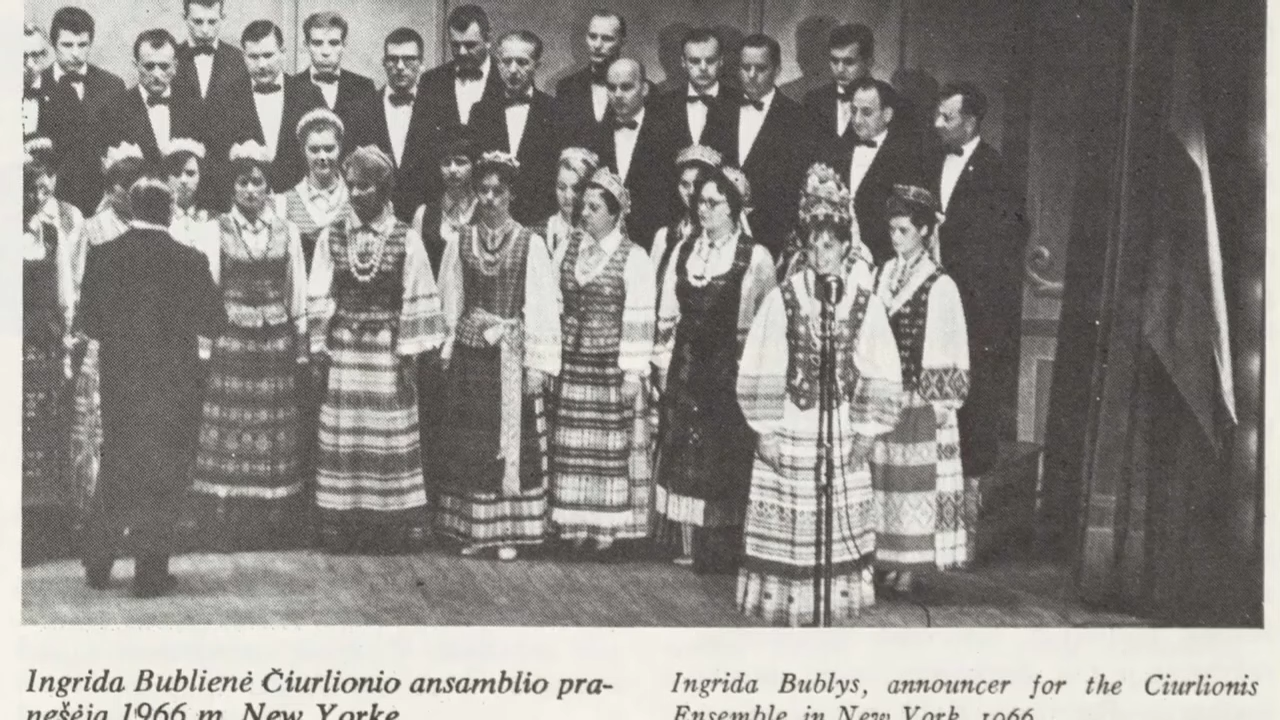 Ingrida Bublienė Čiurlionio ansamblio pra-
nešėja 1966 m. New Yorke
Ingrida Bublys, announcer for the Ciurlionis
Ensemble in New York, 1966